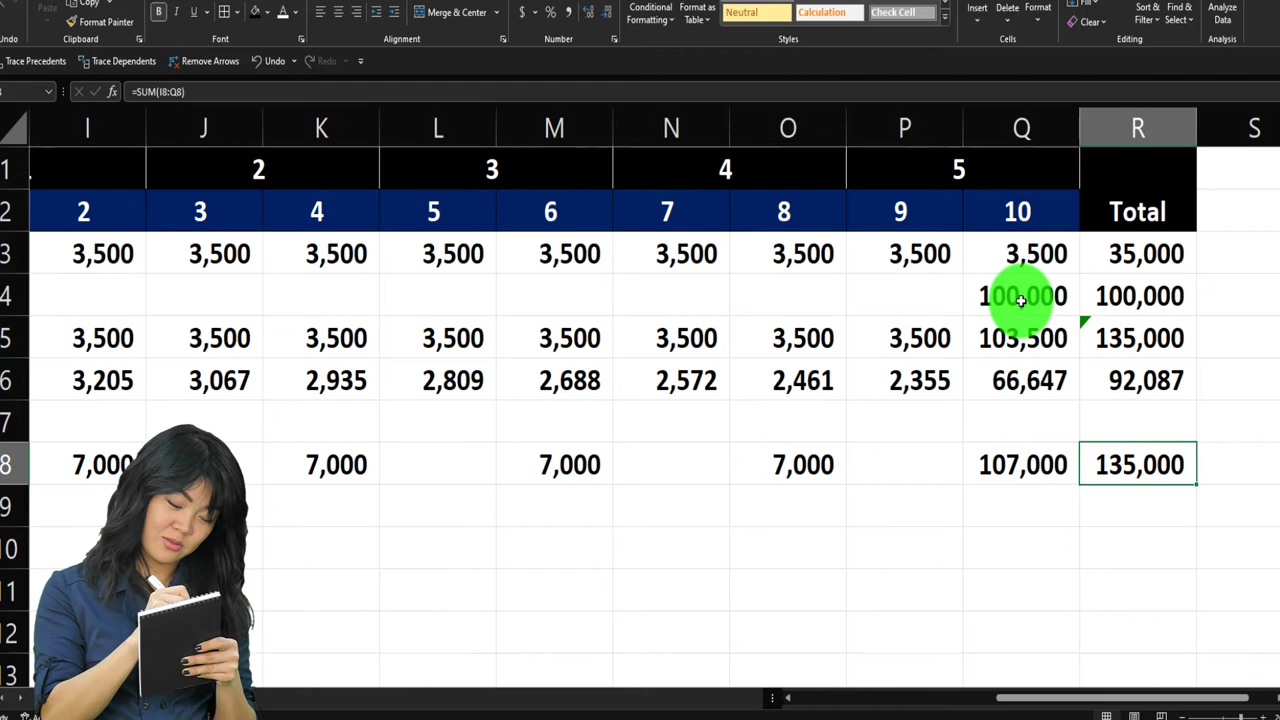 Paste
Copy
Format Painter
B I U A
Merge & Center
$ % 9
Conditional Formatting
Format as Table
Neutral
Calculation
Check Cell
Insert
Delete
Format
Fill
Clear
Sort & Filter
Find & Select
Analyze Data
Undo
Clipboard
Font
Alignment
Number
Styles
Cells
Editing
Analysis
Trace Precedents
Trace Dependents
Remove Arrows
Undo
Redo
fx =SUM(I8:Q8)
I J K L M N O P Q R S
1 2 3 4 5
2 2 3 4 5 6 7 8 9 10 Total
3 3,500 3,500 3,500 3,500 3,500 3,500 3,500 3,500 3,500 35,000
4 100,000 100,000
5 3,500 3,500 3,500 3,500 3,500 3,500 3,500 3,500 103,500 135,000
6 3,205 3,067 2,935 2,809 2,688 2,572 2,461 2,355 66,647 92,087
7
8 7,000 7,000 7,000 7,000 107,000 135,000
9
10
11
12
13